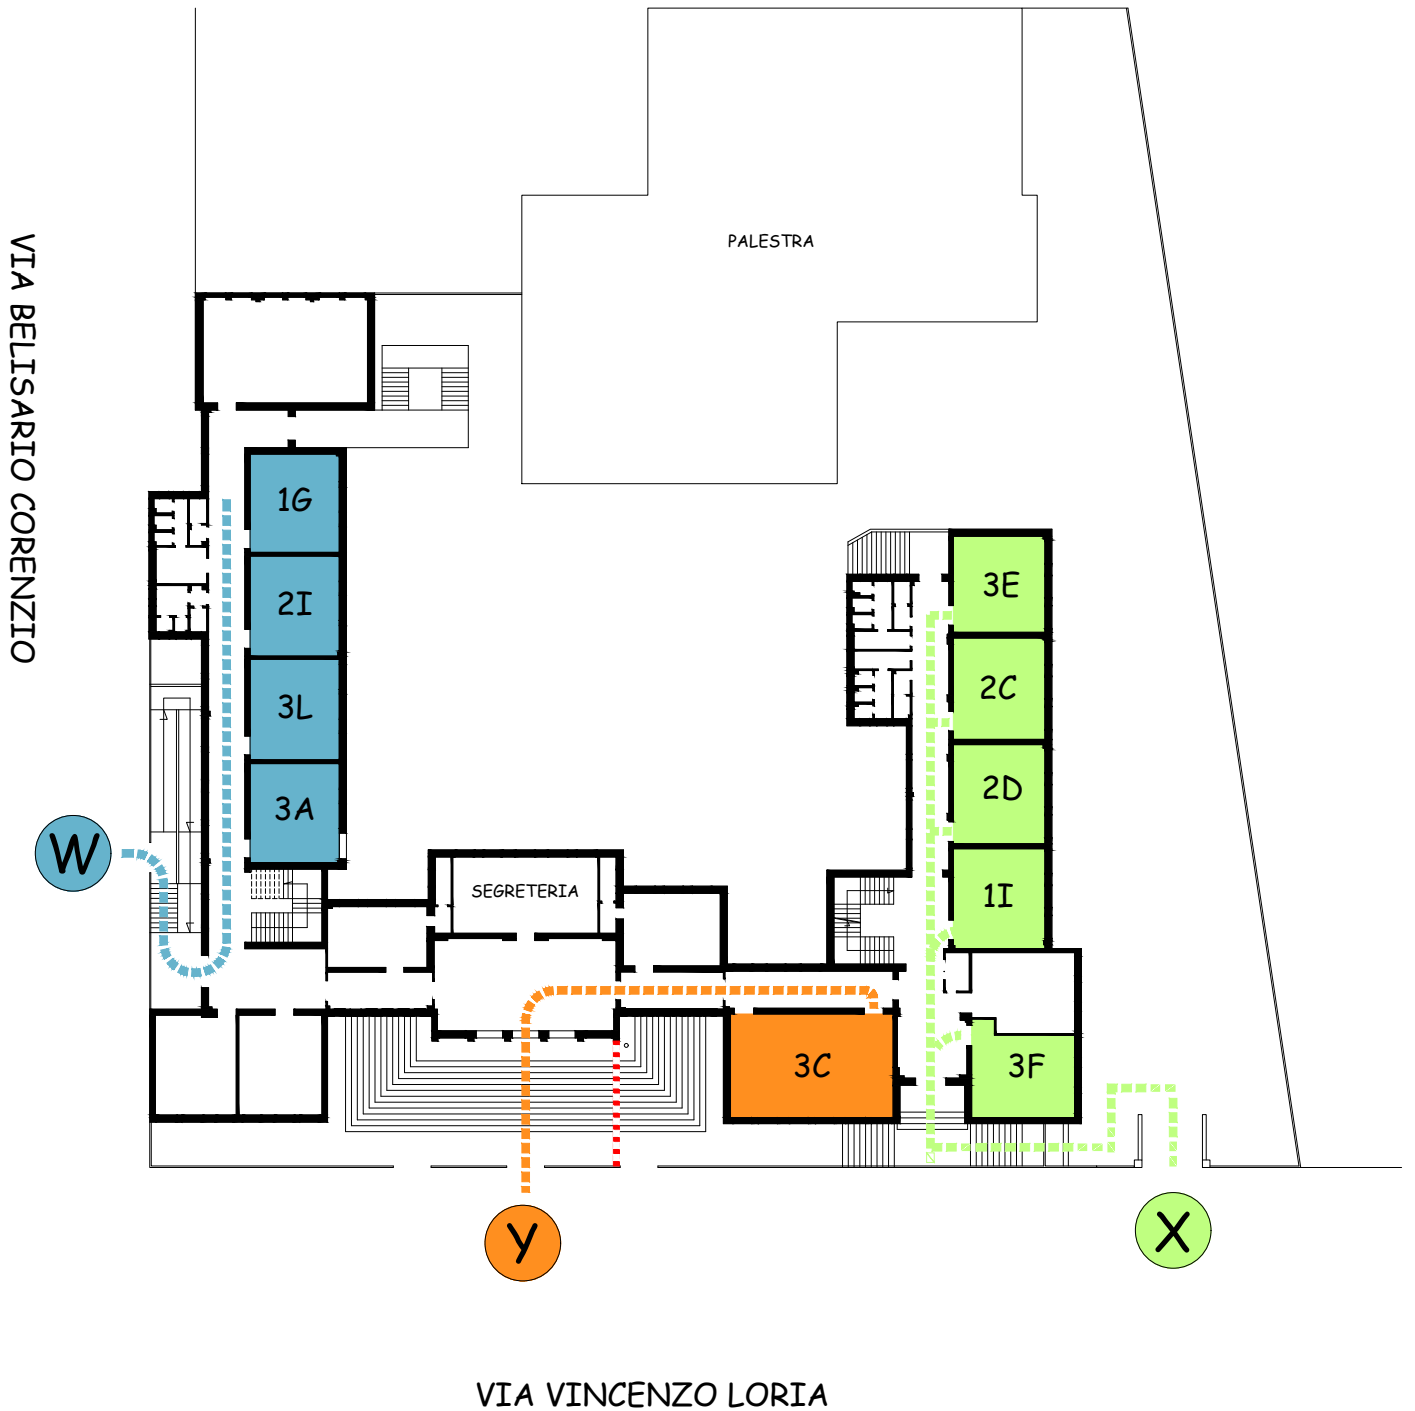 PALESTRA
VIA BELISARIO CORENZIO
1G
2I
3L
3A
W
3E
2C
2D
1I
SEGRETERIA
3C
3F
Y
X
VIA VINCENZO LORIA